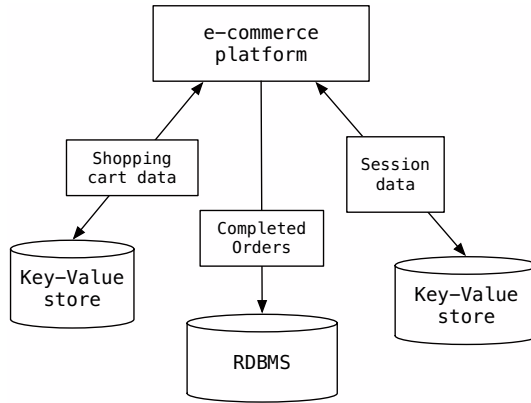 e-commerce
platform
Shopping
cart data
Session
data
Completed
Orders
Key-Value
store
Key-Value
store
RDBMS